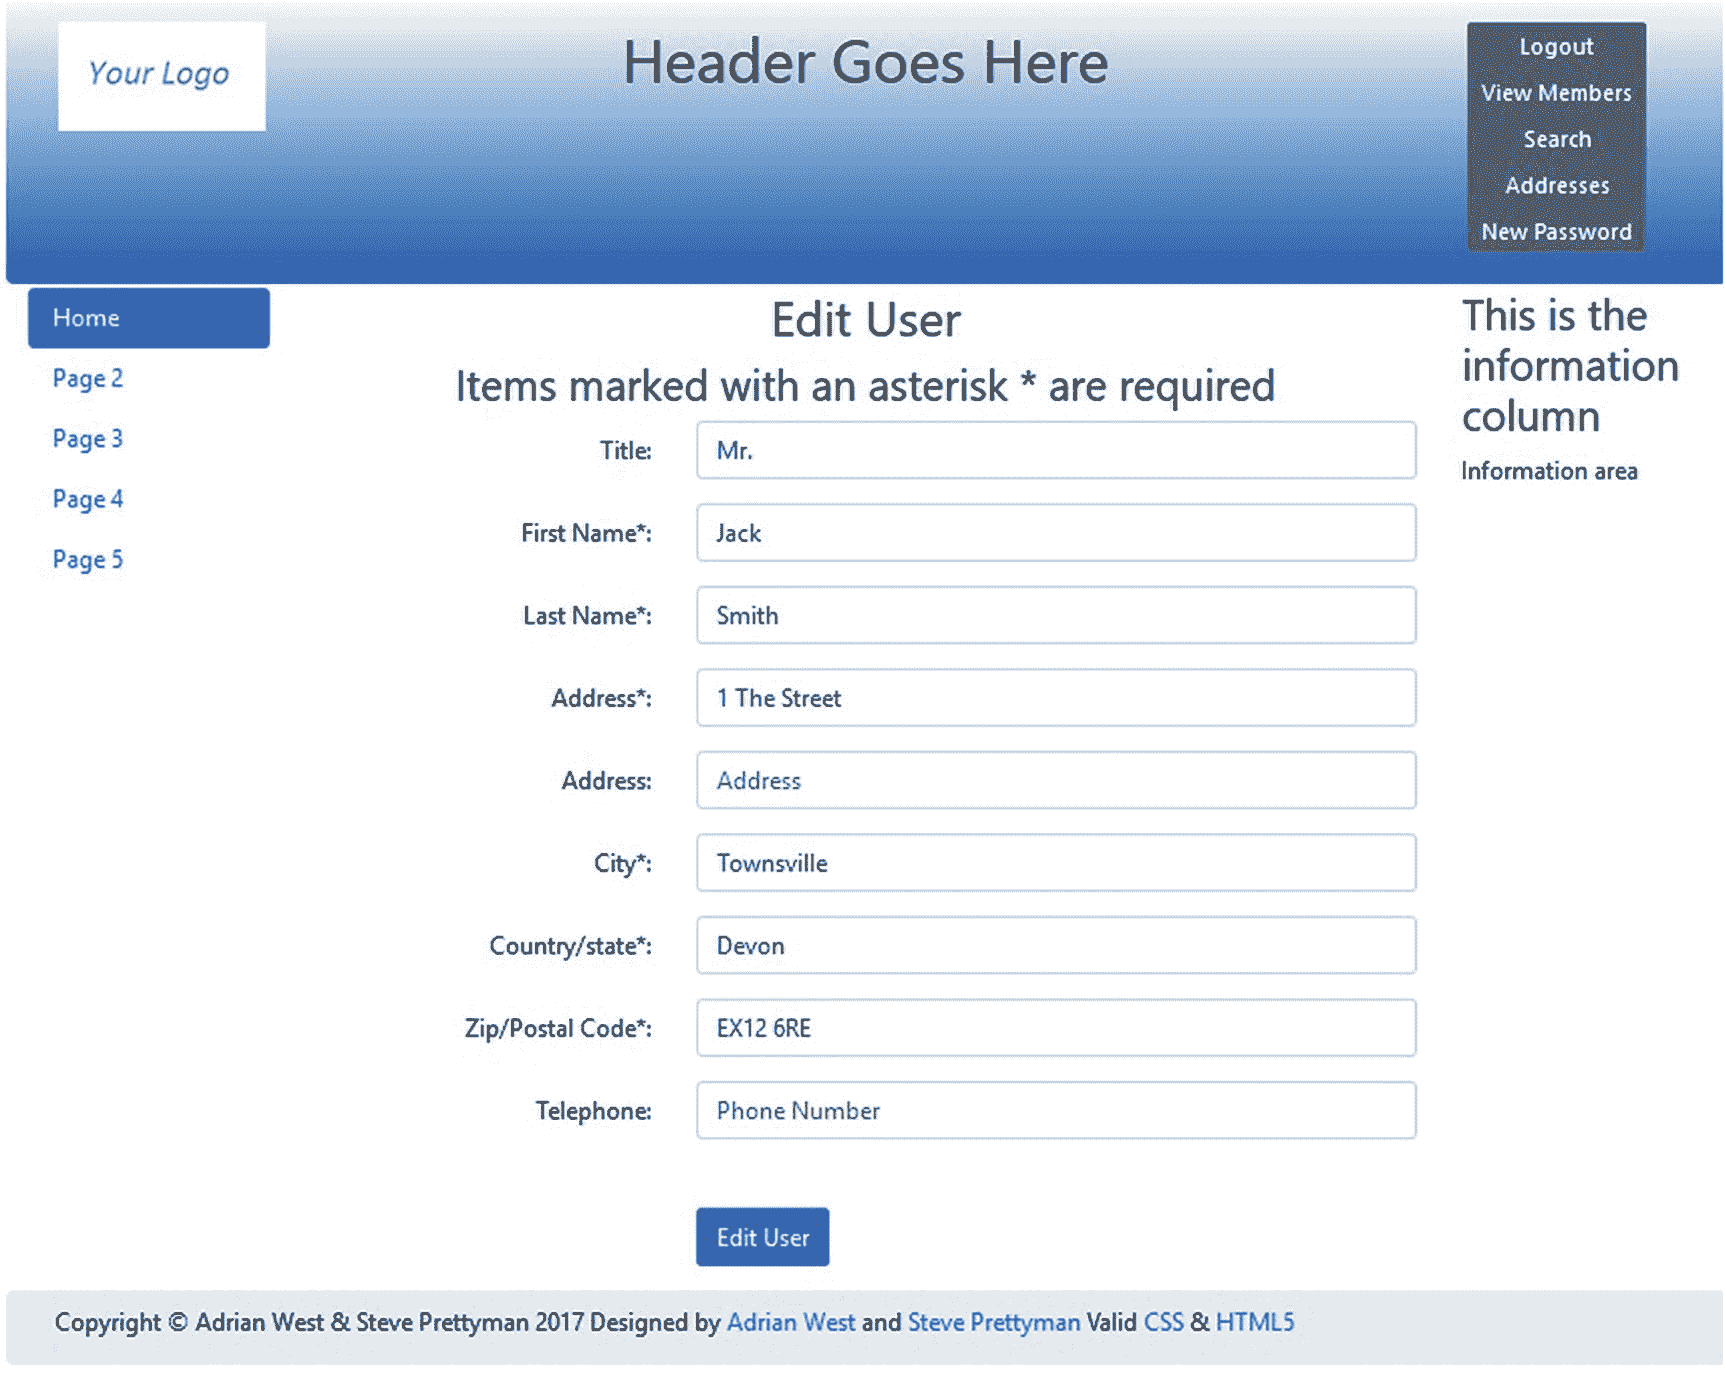 Your Logo
Header Goes Here
Logout
View Members
Search
Addresses
New Password
Home
Page 2
Page 3
Page 4
Page 5
Edit User
Items marked with an asterisk * are required
Title: Mr.
First Name*: Jack
Last Name*: Smith
Address*: 1 The Street
Address: Address
City*: Townsville
Country/state*: Devon
Zip/Postal Code*: EX12 6RE
Telephone: Phone Number
Edit User
This is the
information
column
Information area
Copyright © Adrian West & Steve Prettyman 2017 Designed by Adrian West and Steve Prettyman Valid CSS & HTML5